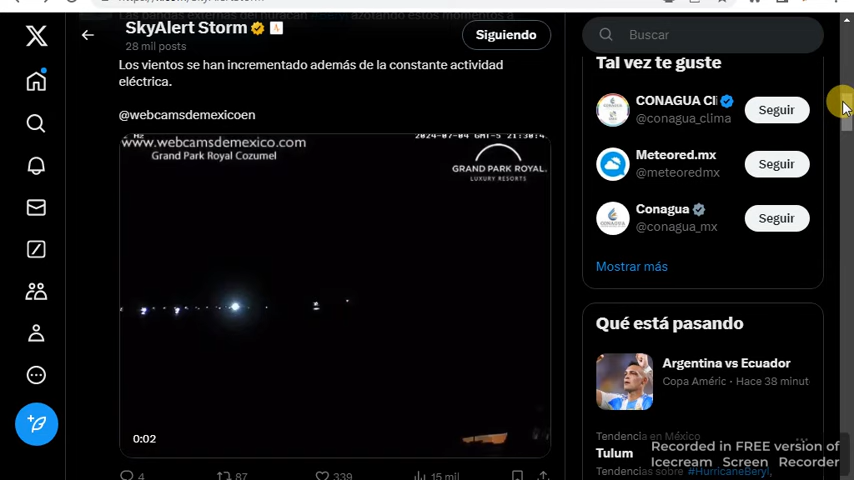 SkyAlert Storm
28 mil posts
Siguiendo
Buscar
Los vientos se han incrementado además de la constante actividad
eléctrica.
@webcamsdemexicoen
www.webcamsdemexico.com
Grand Park Royal Cozumel
GRAND PARK ROYAL
LUXURY RESORTS
0:02
4
87
339
15 mil
Tal vez te guste
CONAGUA Cli
@conagua_clima
Seguir
Meteored.mx
@meteoredmx
Seguir
Conagua
@conagua_mx
Seguir
Mostrar más
Qué está pasando
Argentina vs Ecuador
Copa Améric · Hace 38 minut
Tendencia en México
Tulum
Tendencias sobre #HurricaneBeryl,
Recorded in FREE version of
Icecream Screen Recorder